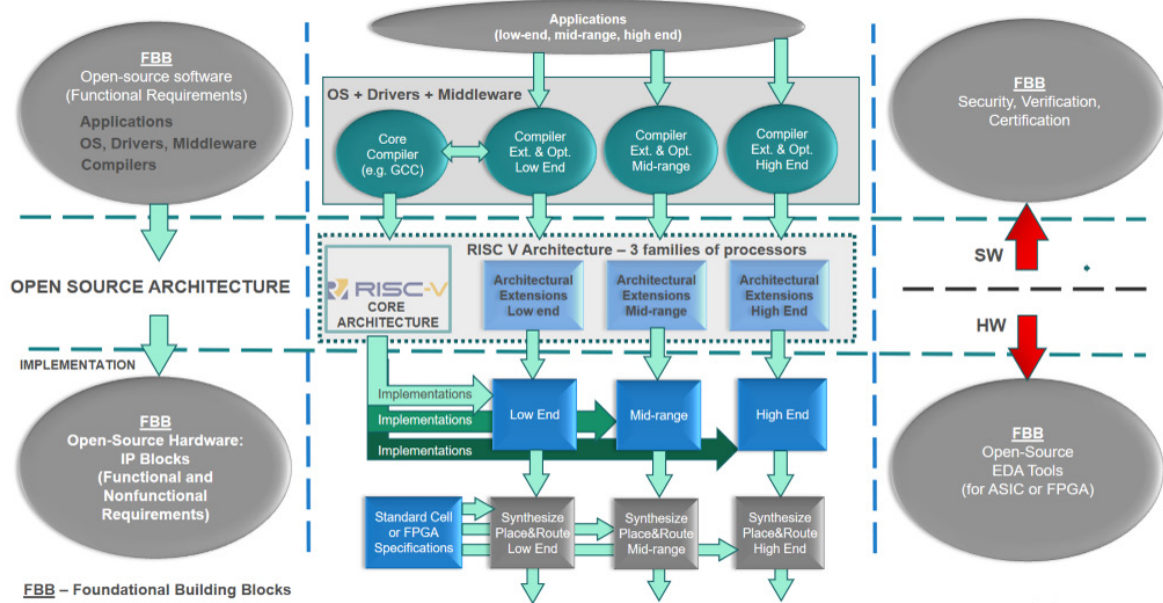 Applications
(low-end, mid-range, high end)
FBB
Open-source software
(Functional Requirements)
Applications
OS, Drivers, Middleware
Compilers
OS + Drivers + Middleware
Core
Compiler
(e.g. GCC)
Compiler
Ext. & Opt.
Low End
Compiler
Ext. & Opt.
Mid-range
Compiler
Ext. & Opt.
High End
FBB
Security, Verification,
Certification
OPEN SOURCE ARCHITECTURE
RISC V Architecture – 3 families of processors
RISC-V
CORE
ARCHITECTURE
Architectural
Extensions
Low end
Architectural
Extensions
Mid-range
Architectural
Extensions
High End
SW
HW
IMPLEMENTATION
FBB
Open-Source Hardware:
IP Blocks
(Functional and
Nonfunctional
Requirements)
Implementations
Implementations
Implementations
Low End
Mid-range
High End
Standard Cell
or FPGA
Specifications
Synthesize
Place&Route
Low End
Synthesize
Place&Route
Mid-range
Synthesize
Place&Route
High End
FBB
Open-Source
EDA Tools
(for ASIC or FPGA)
FBB – Foundational Building Blocks